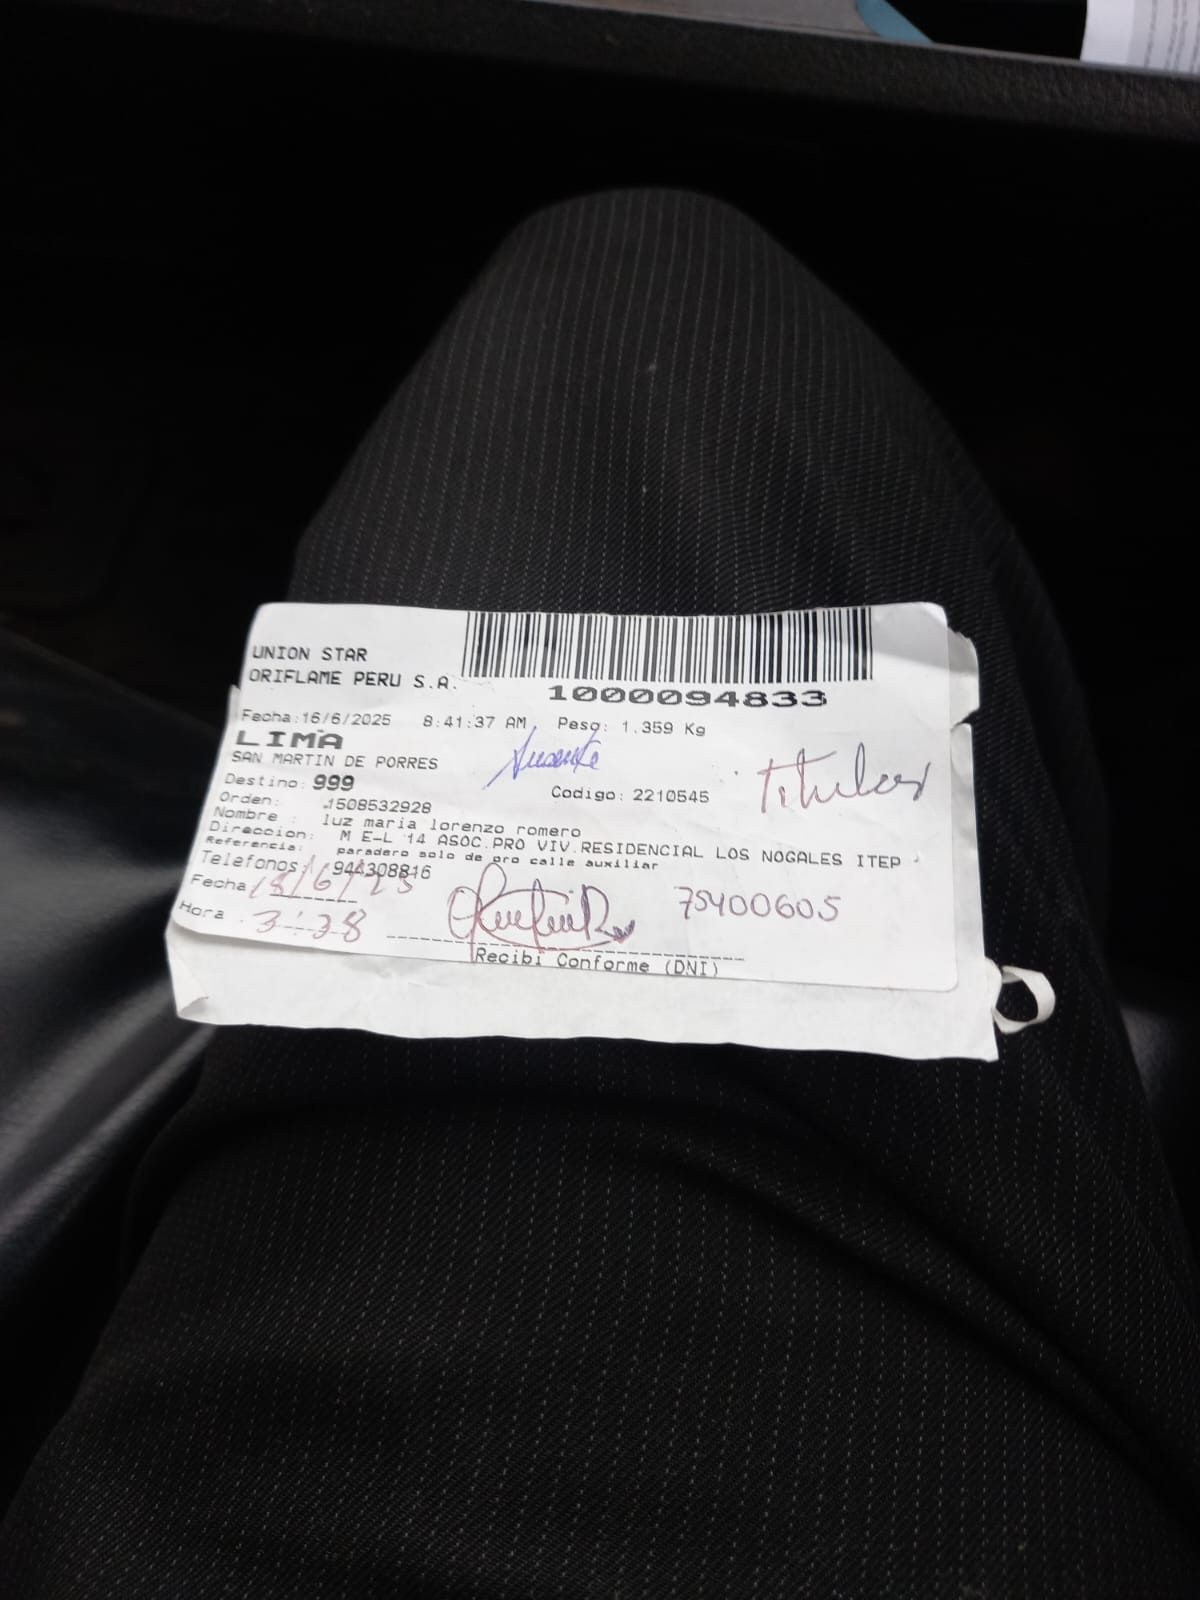 UNION STAR
ORIFLAME PERU S.A.
1000094833
Fecha:16/6/2025 8:41:37 AM Peso: 1.359 Kg
LIMA
SAN MARTIN DE PORRES
Ausente
Titular
Destino: 999
Codigo: 2210545
Orden: 1508532928
Nombre : luz maria lorenzo romero
Direccion: M E-L 14 ASOC.PRO VIV.RESIDENCIAL LOS NOGALES ITEP
Referencia: paradero solo de pro calle auxiliar
Telefonos: 944308816
Fecha 18/6/25
75400605
Hora 3:38
Recibi Conforme (DNI)